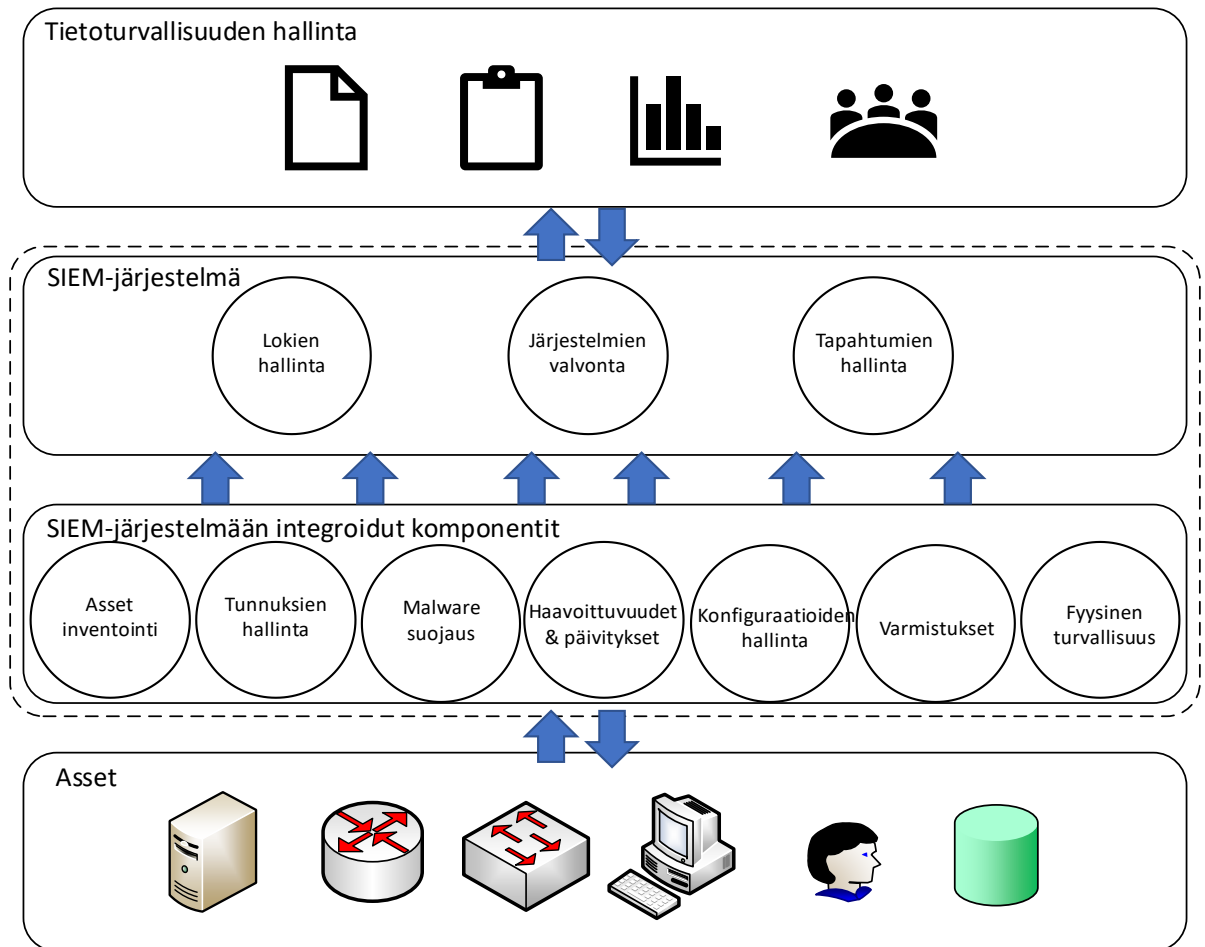 Tietoturvallisuuden hallinta
SIEM-järjestelmä
Lokien
hallinta
Järjestelmien
valvonta
Tapahtumien
hallinta
SIEM-järjestelmään integroidut komponentit
Asset
inventointi
Tunnuksien
hallinta
Malware
suojaus
Haavoittuvuudet
& päivitykset
Konfiguraatioiden
hallinta
Varmistukset
Fyysinen
turvallisuus
Asset